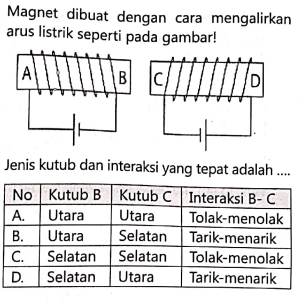 Magnet dibuat dengan cara mengalirkan
arus listrik seperti pada gambar!
A B C D
Jenis kutub dan interaksi yang tepat adalah ....
No Kutub B Kutub C Interaksi B- C
A. Utara Utara Tolak-menolak
B. Utara Selatan Tarik-menarik
C. Selatan Selatan Tolak-menolak
D. Selatan Utara Tarik-menarik